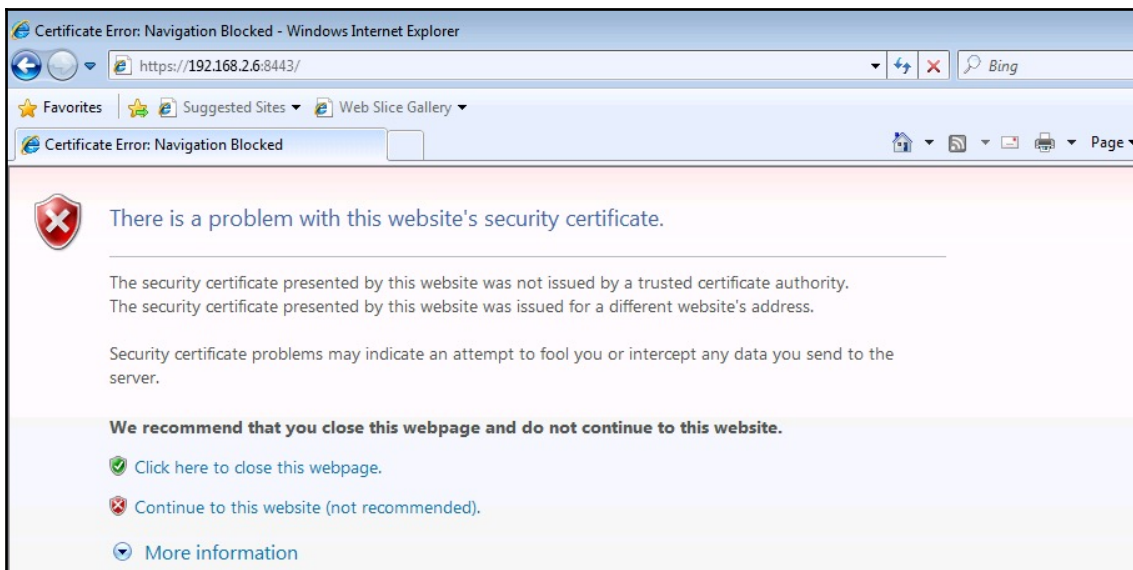 Certificate Error: Navigation Blocked - Windows Internet Explorer
https://192.168.2.6:8443/
Bing
Favorites
Suggested Sites
Web Slice Gallery
Certificate Error: Navigation Blocked
Page
There is a problem with this website's security certificate.
The security certificate presented by this website was not issued by a trusted certificate authority.
The security certificate presented by this website was issued for a different website's address.
Security certificate problems may indicate an attempt to fool you or intercept any data you send to the
server.
We recommend that you close this webpage and do not continue to this website.
Click here to close this webpage.
Continue to this website (not recommended).
More information